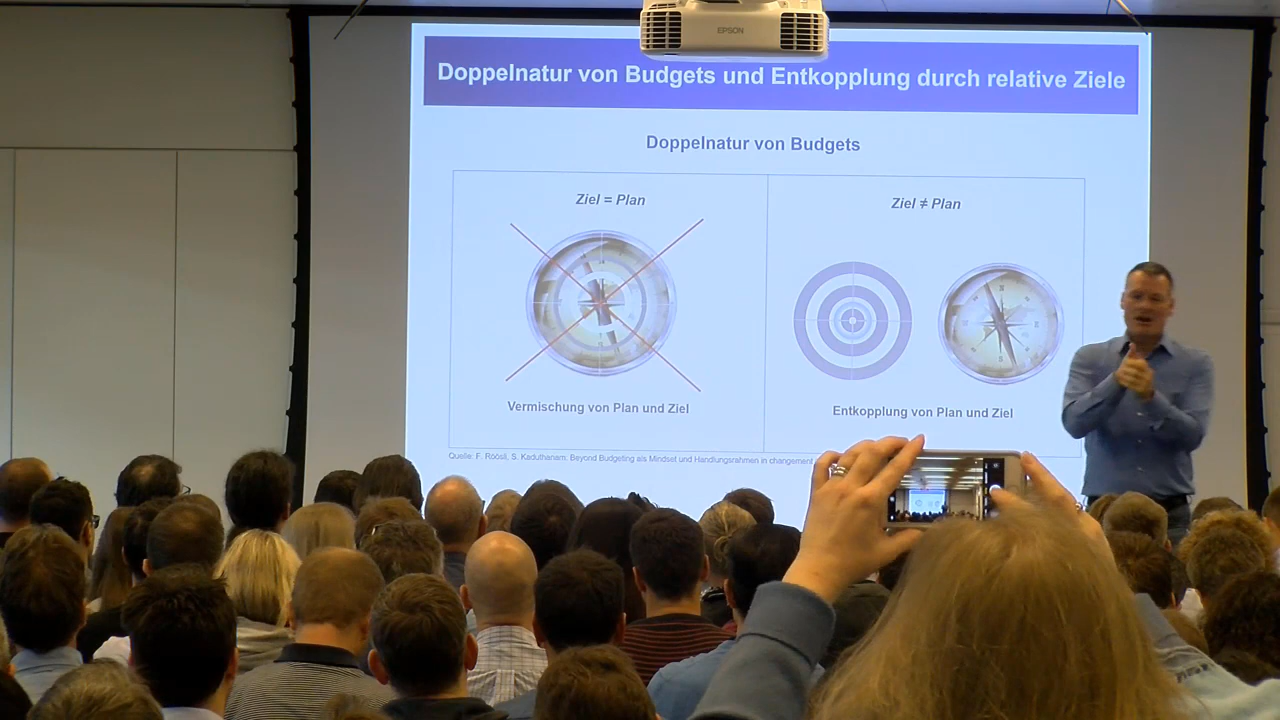 EPSON
Doppelnatur von Budgets und Entkopplung durch relative Ziele
Doppelnatur von Budgets
Ziel = Plan
Ziel ≠ Plan
Vermischung von Plan und Ziel
Entkopplung von Plan und Ziel
Quelle: F. Röösli, S. Kaduthanam: Beyond Budgeting als Mindset und Handlungsrahmen in changement